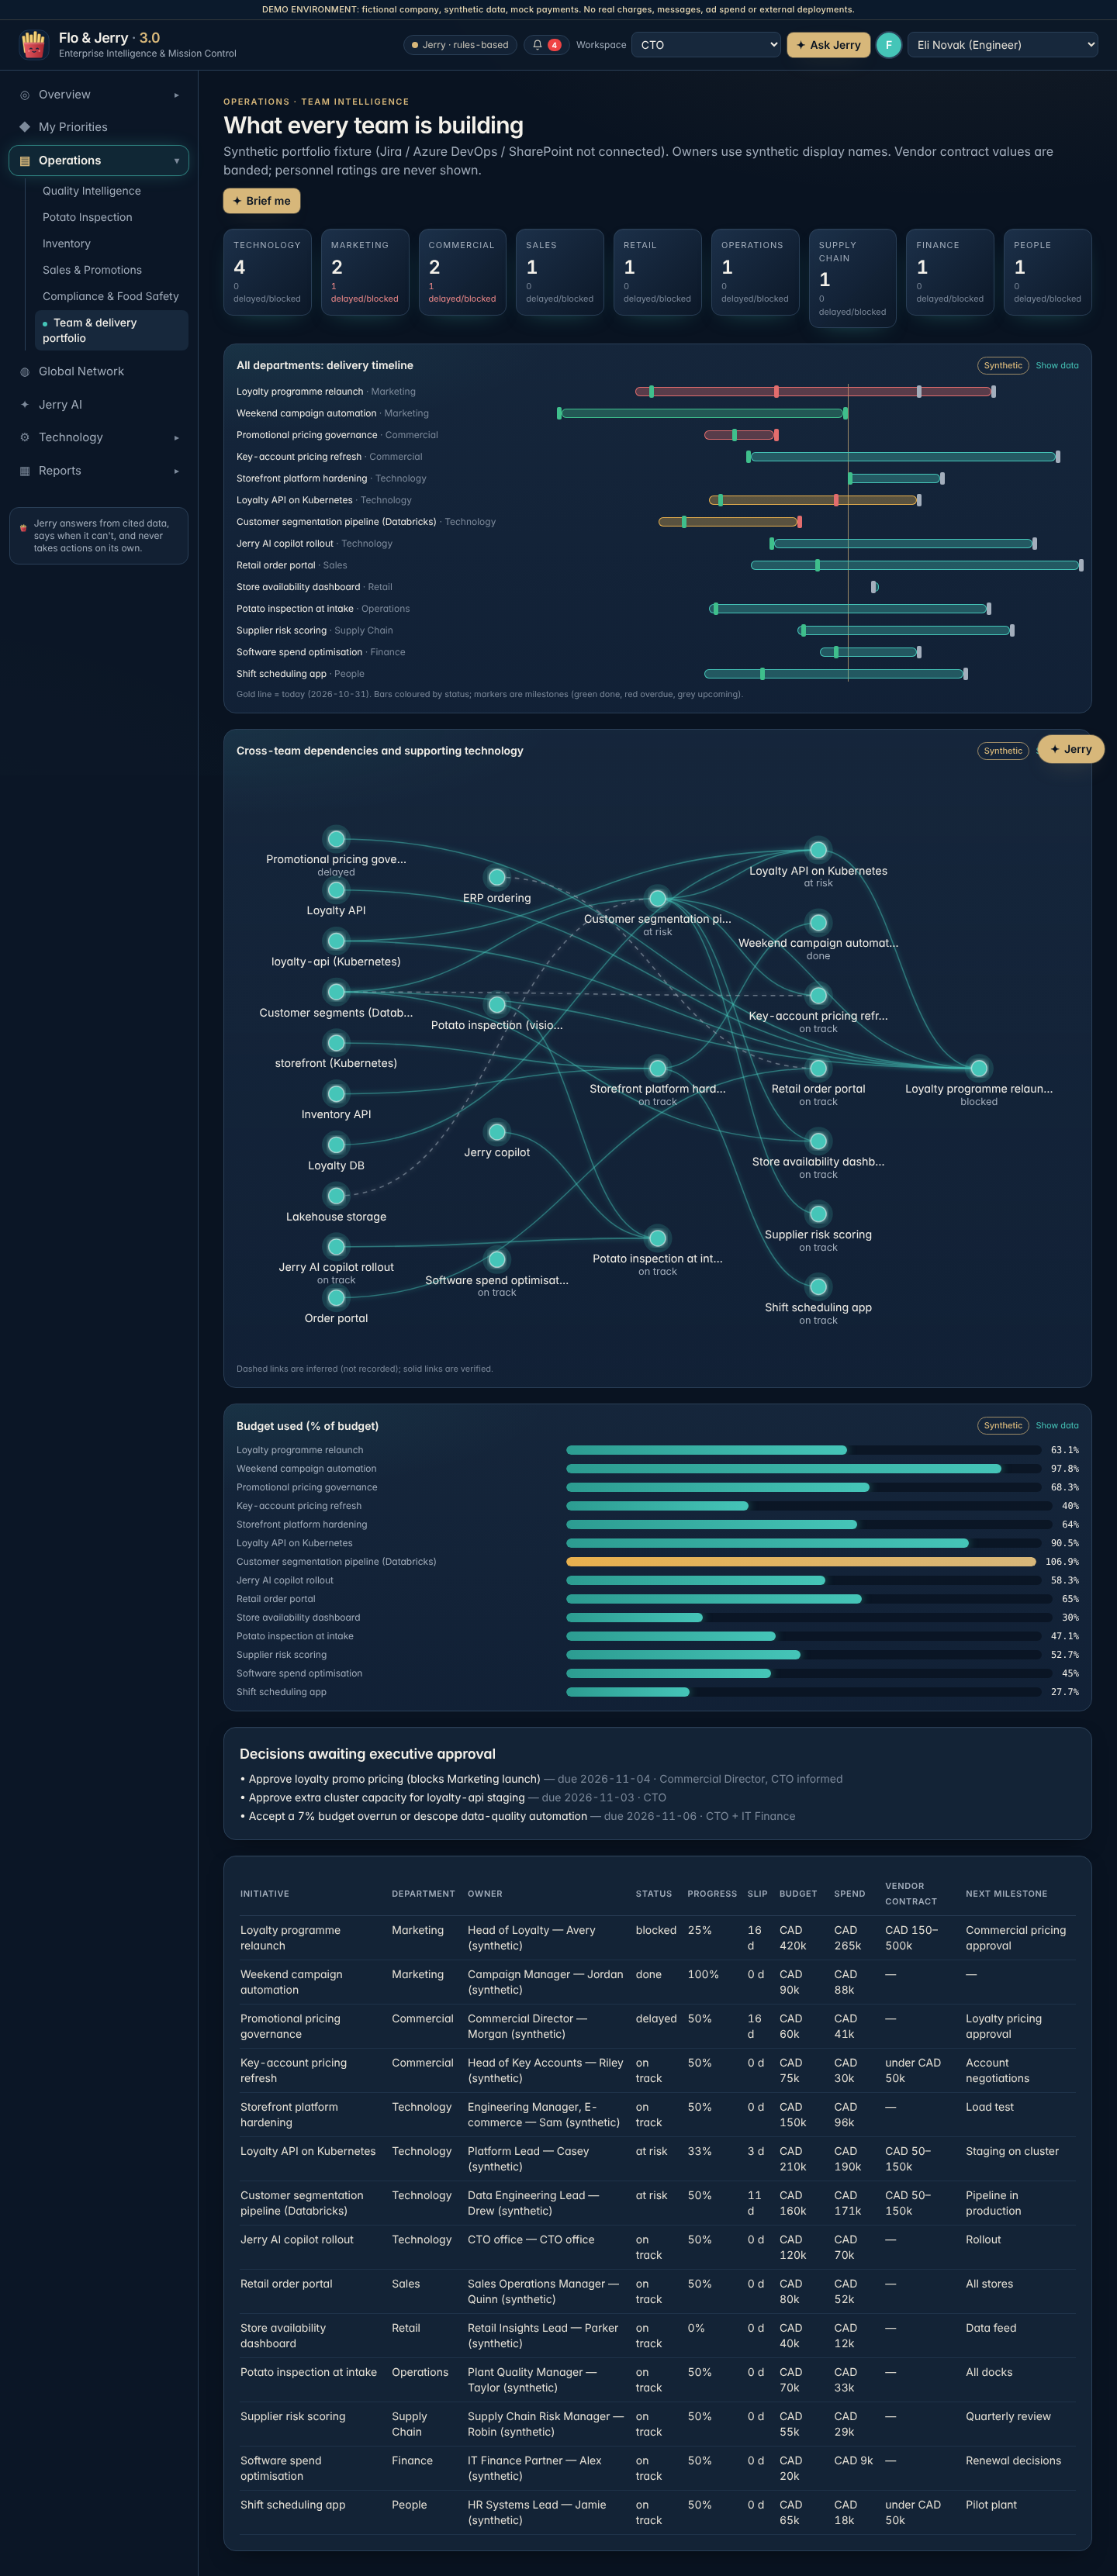 DEMO ENVIRONMENT: fictional company, synthetic data, mock payments. No real charges, messages, ad spend or external deployments.
Flo & Jerry · 3.0
Enterprise Intelligence & Mission Control
Jerry · rules-based
4
Workspace
CTO
Ask Jerry
F
Eli Novak (Engineer)
Overview
My Priorities
Operations
Quality Intelligence
Potato Inspection
Inventory
Sales & Promotions
Compliance & Food Safety
Team & delivery
portfolio
Global Network
Jerry AI
Technology
Reports
Jerry answers from cited data,
says when it can't, and never
takes actions on its own.
OPERATIONS · TEAM INTELLIGENCE
What every team is building
Synthetic portfolio fixture (Jira / Azure DevOps / SharePoint not connected). Owners use synthetic display names. Vendor contract values are
banded; personnel ratings are never shown.
Brief me
TECHNOLOGY
4
0
delayed/blocked
MARKETING
2
1
delayed/blocked
COMMERCIAL
2
1
delayed/blocked
SALES
1
0
delayed/blocked
RETAIL
1
0
delayed/blocked
OPERATIONS
1
0
delayed/blocked
SUPPLY
CHAIN
1
0
delayed/blocked
FINANCE
1
0
delayed/blocked
PEOPLE
1
0
delayed/blocked
All departments: delivery timeline
Synthetic
Show data
Loyalty programme relaunch · Marketing
Weekend campaign automation · Marketing
Promotional pricing governance · Commercial
Key-account pricing refresh · Commercial
Storefront platform hardening · Technology
Loyalty API on Kubernetes · Technology
Customer segmentation pipeline (Databricks) · Technology
Jerry AI copilot rollout · Technology
Retail order portal · Sales
Store availability dashboard · Retail
Potato inspection at intake · Operations
Supplier risk scoring · Supply Chain
Software spend optimisation · Finance
Shift scheduling app · People
Gold line = today (2026-10-31). Bars coloured by status; markers are milestones (green done, red overdue, grey upcoming).
Cross-team dependencies and supporting technology
Synthetic
Jerry
Promotional pricing gove...
delayed
Loyalty API
loyalty-api (Kubernetes)
Customer segments (Datab...
storefront (Kubernetes)
Inventory API
Loyalty DB
Lakehouse storage
Jerry AI copilot rollout
on track
Order portal
ERP ordering
Potato inspection (visio...
Jerry copilot
Software spend optimisat...
on track
Customer segmentation pi...
at risk
Storefront platform hard...
on track
Potato inspection at int...
on track
Loyalty API on Kubernetes
at risk
Weekend campaign automat...
done
Key-account pricing refr...
on track
Retail order portal
on track
Store availability dashb...
on track
Supplier risk scoring
on track
Shift scheduling app
on track
Loyalty programme relaun...
blocked
Dashed links are inferred (not recorded); solid links are verified.
Budget used (% of budget)
Synthetic
Show data
Loyalty programme relaunch 63.1%
Weekend campaign automation 97.8%
Promotional pricing governance 68.3%
Key-account pricing refresh 40%
Storefront platform hardening 64%
Loyalty API on Kubernetes 90.5%
Customer segmentation pipeline (Databricks) 106.9%
Jerry AI copilot rollout 58.3%
Retail order portal 65%
Store availability dashboard 30%
Potato inspection at intake 47.1%
Supplier risk scoring 52.7%
Software spend optimisation 45%
Shift scheduling app 27.7%
Decisions awaiting executive approval
• Approve loyalty promo pricing (blocks Marketing launch) — due 2026-11-04 · Commercial Director, CTO informed
• Approve extra cluster capacity for loyalty-api staging — due 2026-11-03 · CTO
• Accept a 7% budget overrun or descope data-quality automation — due 2026-11-06 · CTO + IT Finance
INITIATIVE DEPARTMENT OWNER STATUS PROGRESS SLIP BUDGET SPEND VENDOR CONTRACT NEXT MILESTONE
Loyalty programme relaunch Marketing Head of Loyalty — Avery (synthetic) blocked 25% 16 d CAD 420k CAD 265k CAD 150–500k Commercial pricing approval
Weekend campaign automation Marketing Campaign Manager — Jordan (synthetic) done 100% 0 d CAD 90k CAD 88k — —
Promotional pricing governance Commercial Commercial Director — Morgan (synthetic) delayed 50% 16 d CAD 60k CAD 41k — Loyalty pricing approval
Key-account pricing refresh Commercial Head of Key Accounts — Riley (synthetic) on track 50% 0 d CAD 75k CAD 30k under CAD 50k Account negotiations
Storefront platform hardening Technology Engineering Manager, E-commerce — Sam (synthetic) on track 50% 0 d CAD 150k CAD 96k — Load test
Loyalty API on Kubernetes Technology Platform Lead — Casey (synthetic) at risk 33% 3 d CAD 210k CAD 190k CAD 50–150k Staging on cluster
Customer segmentation pipeline (Databricks) Technology Data Engineering Lead — Drew (synthetic) at risk 50% 11 d CAD 160k CAD 171k CAD 50–150k Pipeline in production
Jerry AI copilot rollout Technology CTO office — CTO office on track 50% 0 d CAD 120k CAD 70k — Rollout
Retail order portal Sales Sales Operations Manager — Quinn (synthetic) on track 50% 0 d CAD 80k CAD 52k — All stores
Store availability dashboard Retail Retail Insights Lead — Parker (synthetic) on track 0% 0 d CAD 40k CAD 12k — Data feed
Potato inspection at intake Operations Plant Quality Manager — Taylor (synthetic) on track 50% 0 d CAD 70k CAD 33k — All docks
Supplier risk scoring Supply Chain Supply Chain Risk Manager — Robin (synthetic) on track 50% 0 d CAD 55k CAD 29k — Quarterly review
Software spend optimisation Finance IT Finance Partner — Alex (synthetic) on track 50% 0 d CAD 20k CAD 9k — Renewal decisions
Shift scheduling app People HR Systems Lead — Jamie (synthetic) on track 50% 0 d CAD 65k CAD 18k under CAD 50k Pilot plant